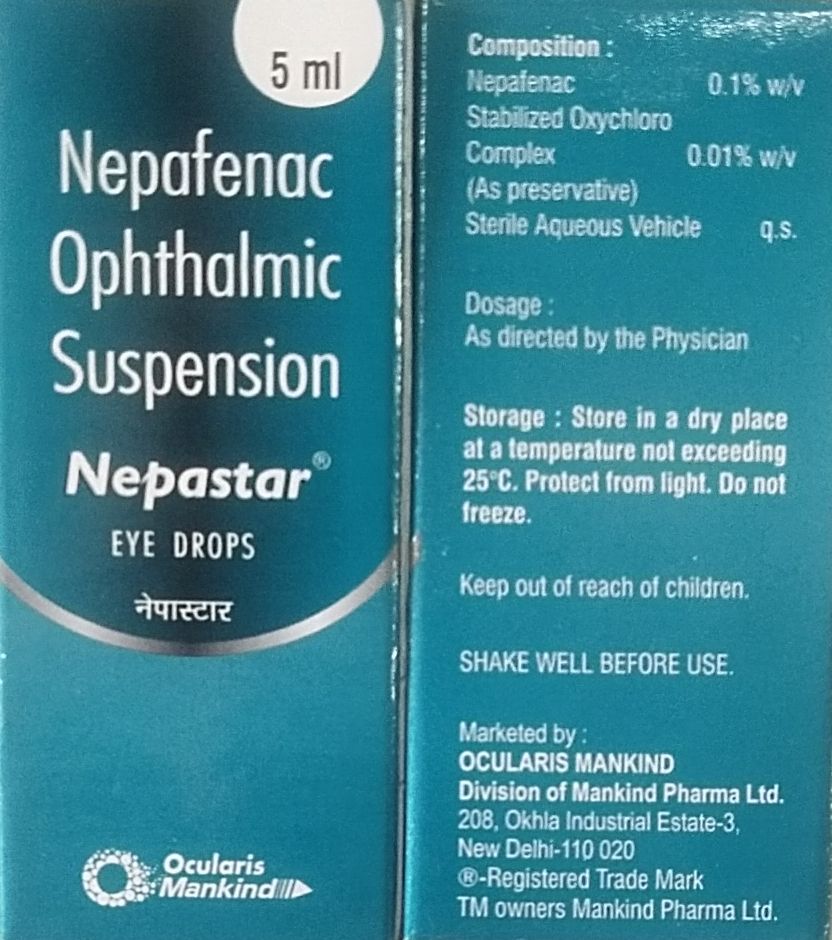 5 ml
Nepafenac
Ophthalmic
Suspension
Nepastar®
EYE DROPS
नेपास्टार
Ocularis
Mankind
Composition :
Nepafenac 0.1% w/v
Stabilized Oxychloro
Complex 0.01% w/v
(As preservative)
Sterile Aqueous Vehicle q.s.
Dosage :
As directed by the Physician
Storage : Store in a dry place
at a temperature not exceeding
25°C. Protect from light. Do not
freeze.
Keep out of reach of children.
SHAKE WELL BEFORE USE.
Marketed by :
OCULARIS MANKIND
Division of Mankind Pharma Ltd.
208, Okhla Industrial Estate-3,
New Delhi-110 020
®-Registered Trade Mark
TM owners Mankind Pharma Ltd.